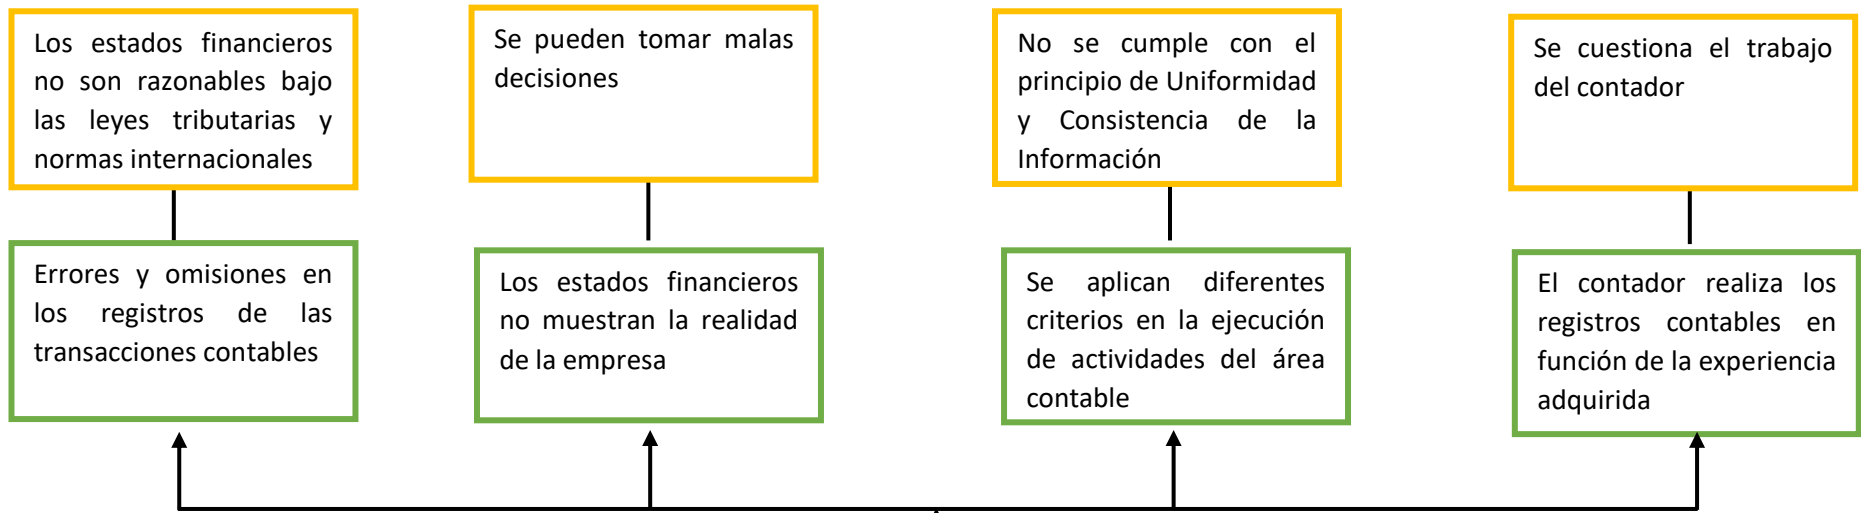 Los estados financieros
no son razonables bajo
las leyes tributarias y
normas internacionales
Se pueden tomar malas
decisiones
No se cumple con el
principio de Uniformidad
y Consistencia de la
Información
Se cuestiona el trabajo
del contador
Errores y omisiones en
los registros de las
transacciones contables
Los estados financieros
no muestran la realidad
de la empresa
Se aplican diferentes
criterios en la ejecución
de actividades del área
contable
El contador realiza los
registros contables en
función de la experiencia
adquirida